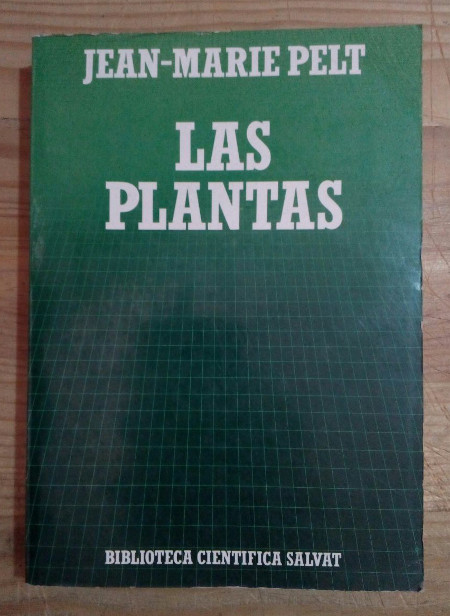 JEAN-MARIE PELT
LAS
PLANTAS
BIBLIOTECA CIENTIFICA SALVAT